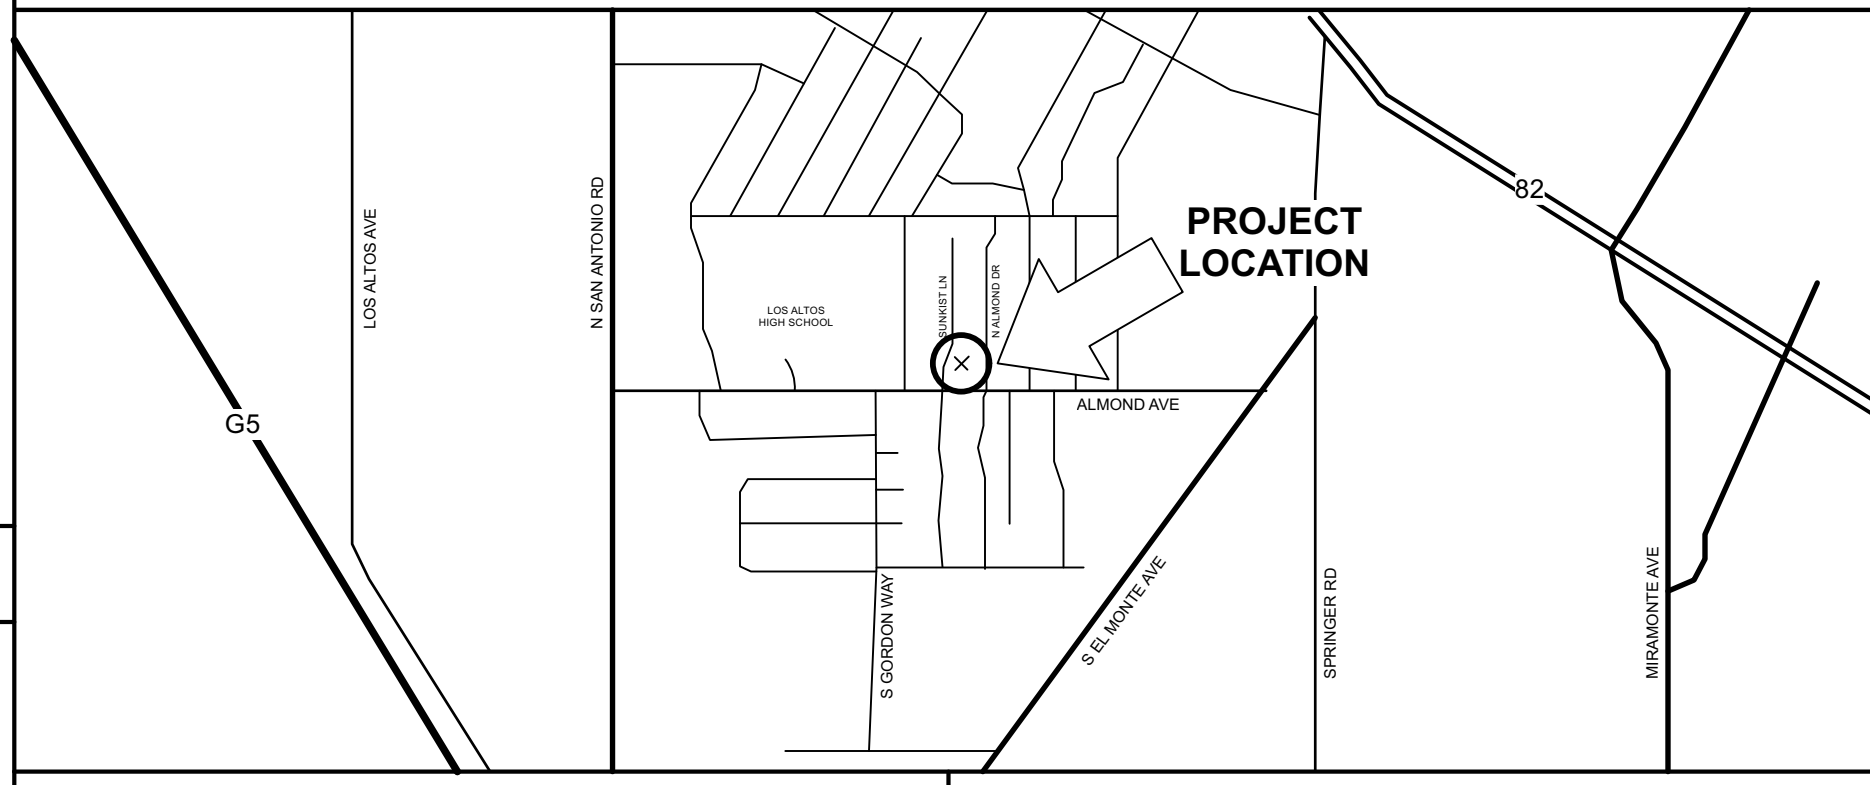 82
PROJECT
LOCATION
LOS ALTOS AVE
N SAN ANTONIO RD
LOS ALTOS
HIGH SCHOOL
SUNKIST LN
N ALMOND DR
ALMOND AVE
G5
S GORDON WAY
S EL MONTE AVE
SPRINGER RD
MIRAMONTE AVE